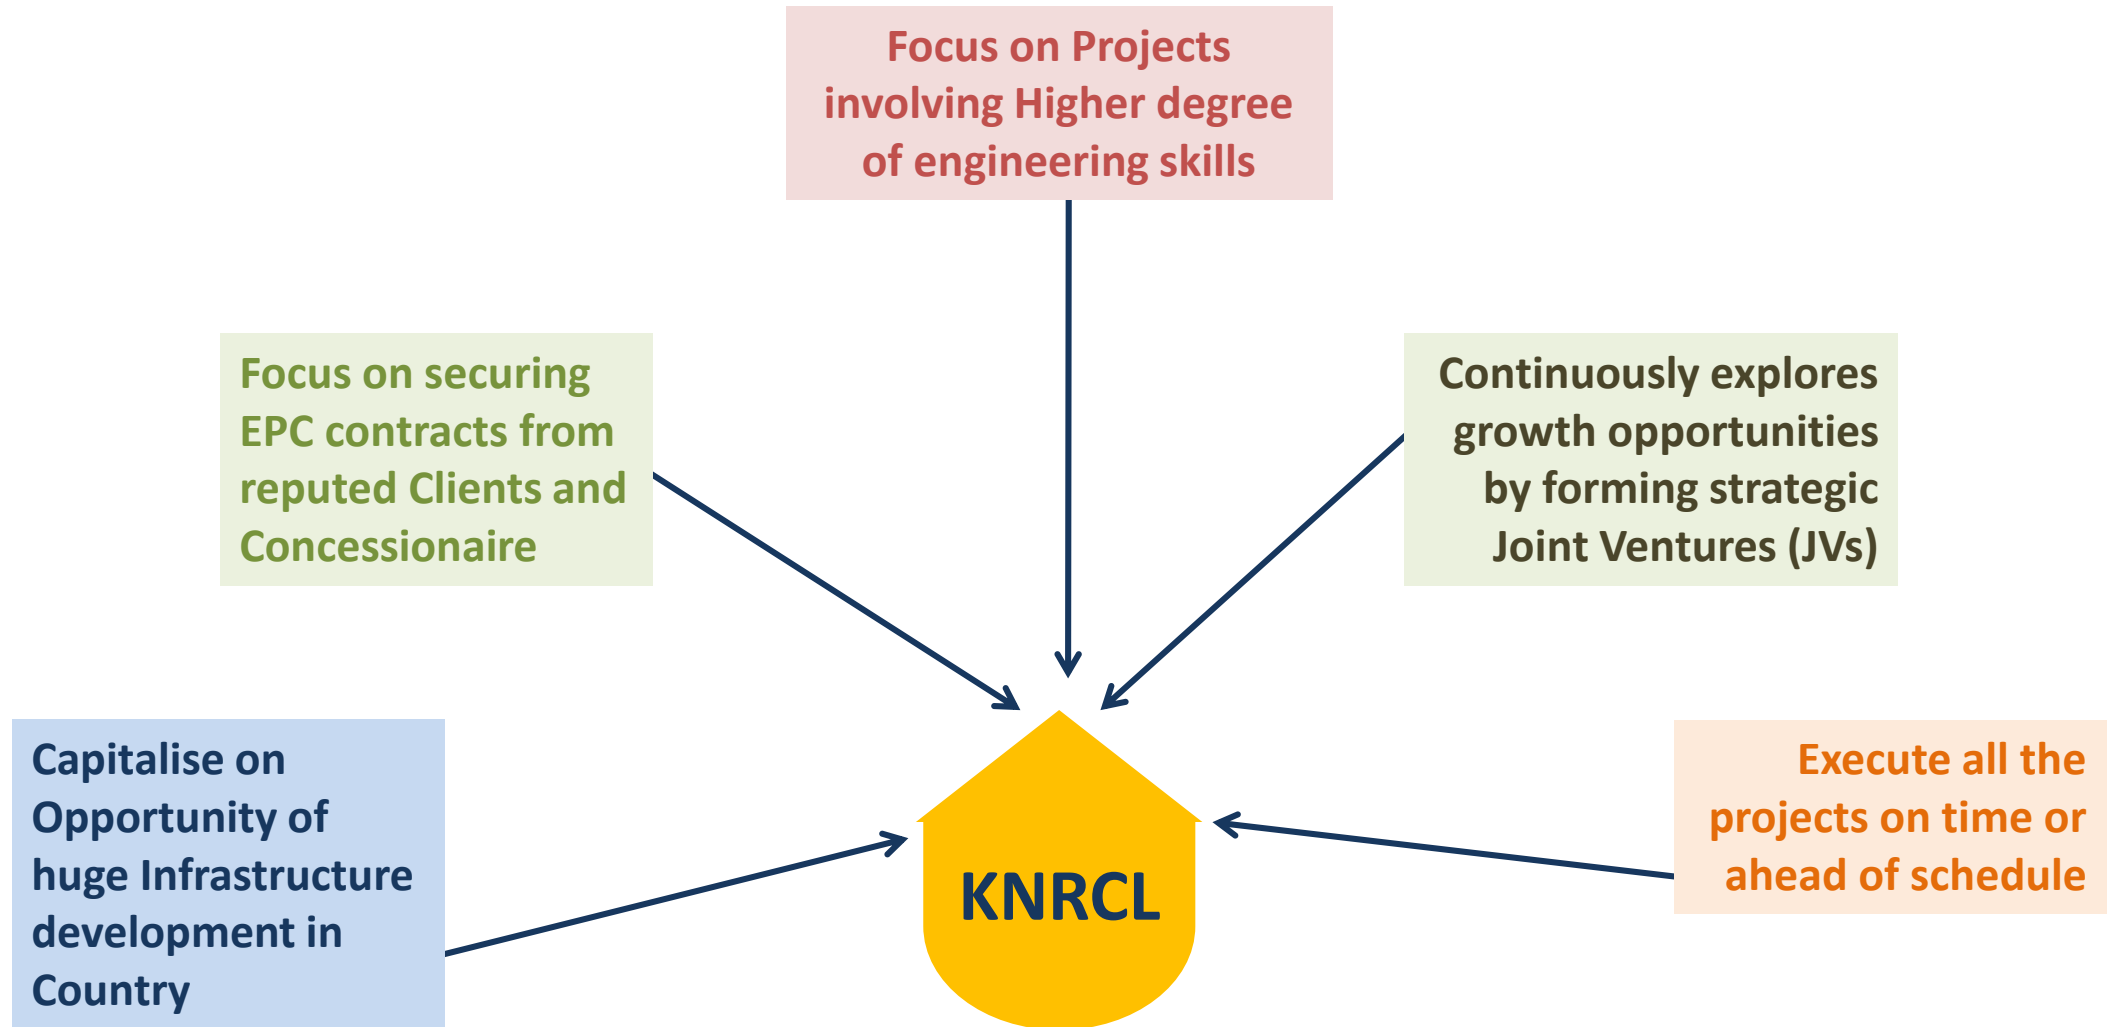 Focus on Projects
involving Higher degree
of engineering skills
Focus on securing
EPC contracts from
reputed Clients and
Concessionaire
Continuously explores
growth opportunities
by forming strategic
Joint Ventures (JVs)
Capitalise on
Opportunity of
huge Infrastructure
development in
Country
KNRCL
Execute all the
projects on time or
ahead of schedule